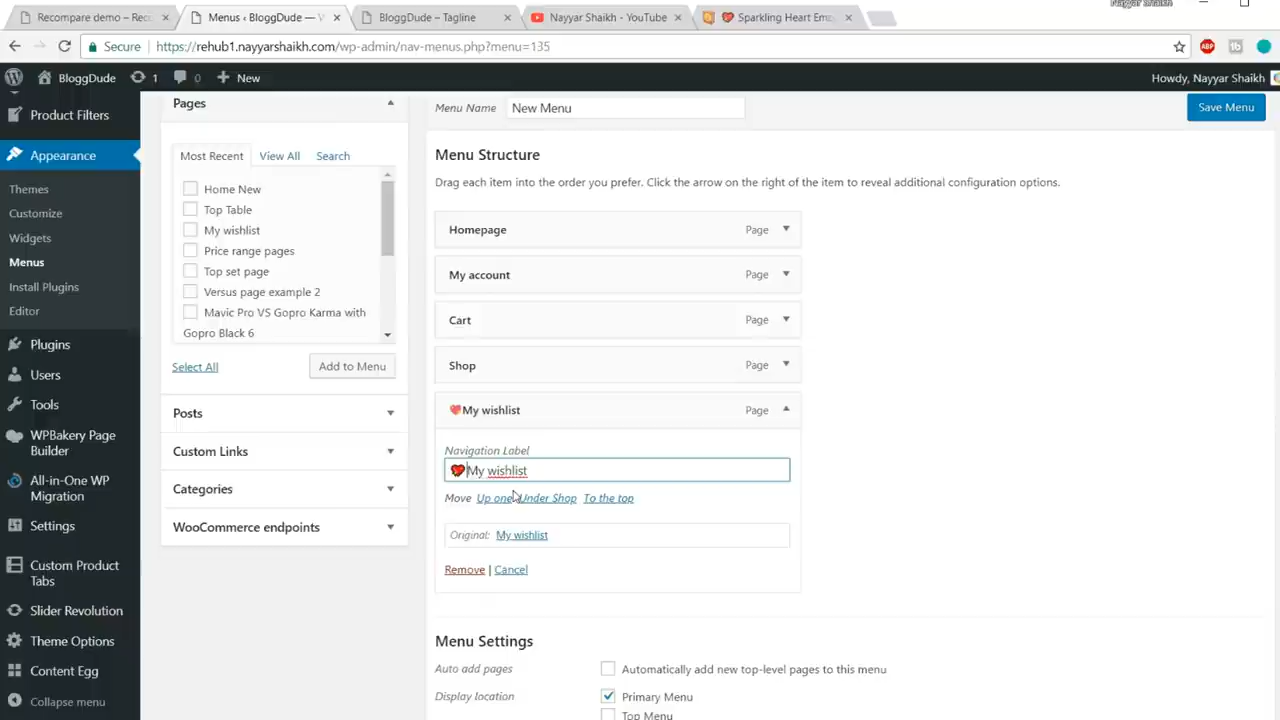 Nayyar Shaikh
Recompare demo – Rec
Menus ‹ BloggDude —
BloggDude – Tagline
Nayyar Shaikh - YouTube
💖 Sparkling Heart Emo
Secure
https://rehub1.nayyarshaikh.com/wp-admin/nav-menus.php?menu=135
ABP
BloggDude
1
0
New
Howdy, Nayyar Shaikh
Product Filters
Appearance
Themes
Customize
Widgets
Menus
Install Plugins
Editor
Plugins
Users
Tools
WPBakery Page
Builder
All-in-One WP
Migration
Settings
Custom Product
Tabs
Slider Revolution
Theme Options
Content Egg
Collapse menu
Pages
Most Recent
View All
Search
Home New
Top Table
My wishlist
Price range pages
Top set page
Versus page example 2
Mavic Pro VS Gopro Karma with
Gopro Black 6
Select All
Add to Menu
Posts
Custom Links
Categories
WooCommerce endpoints
Menu Name
New Menu
Save Menu
Menu Structure
Drag each item into the order you prefer. Click the arrow on the right of the item to reveal additional configuration options.
Homepage
Page
My account
Page
Cart
Page
Shop
Page
💖My wishlist
Page
Navigation Label
💖My wishlist
Move Up one Under Shop To the top
Original: My wishlist
Remove | Cancel
Menu Settings
Auto add pages
Automatically add new top-level pages to this menu
Display location
Primary Menu
Top Menu